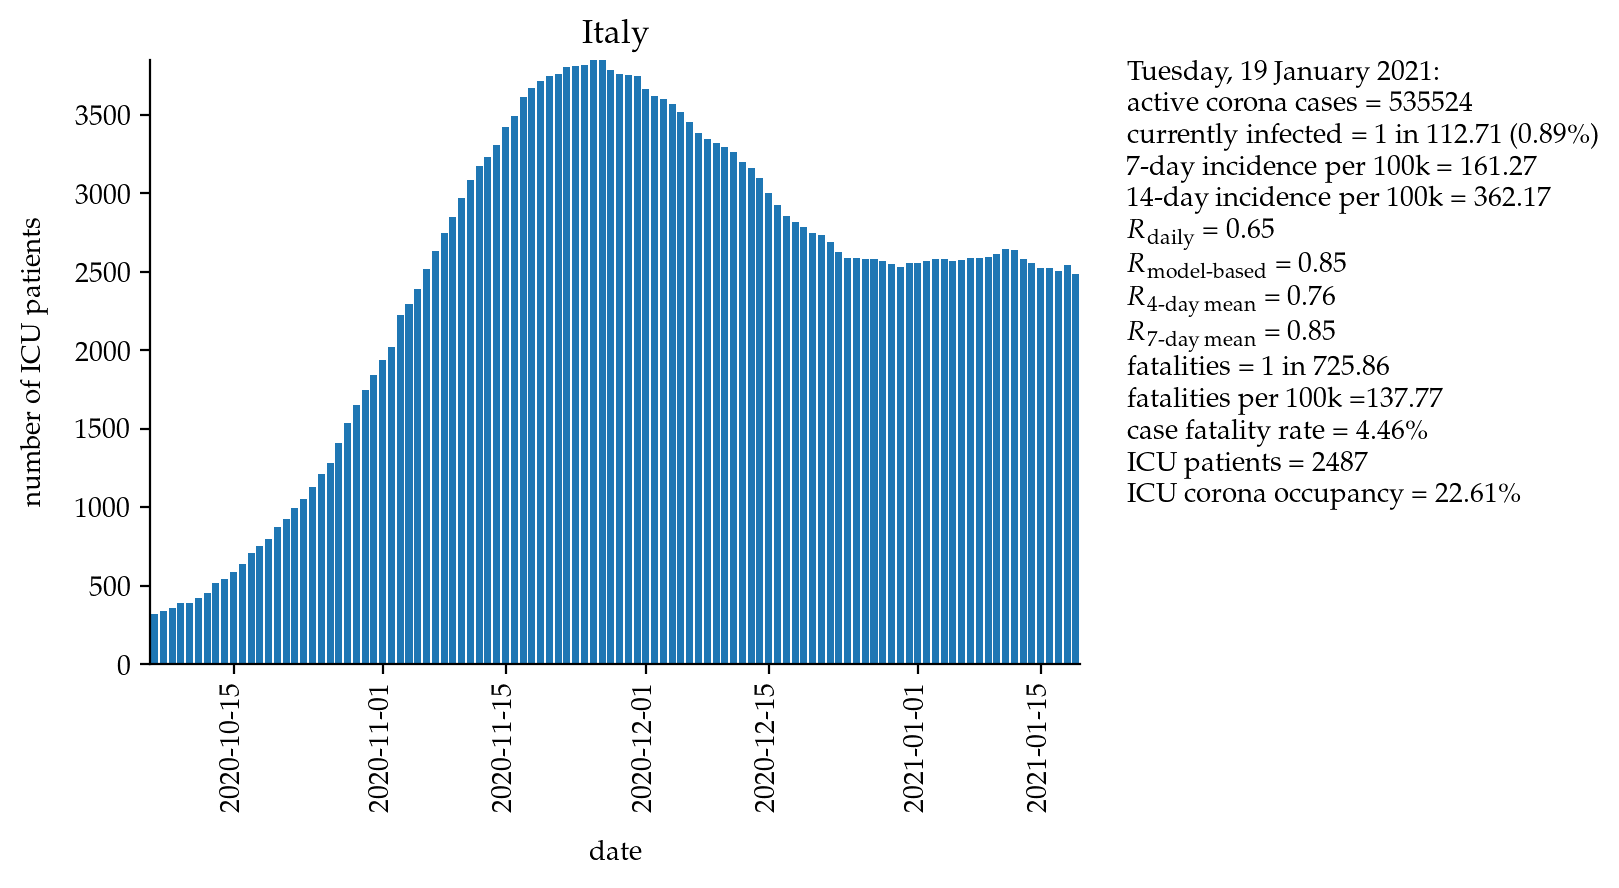 Italy
number of ICU patients
3500
3000
2500
2000
1500
1000
500
0
2020-10-15
2020-11-01
2020-11-15
2020-12-01
2020-12-15
2021-01-01
2021-01-15
date
Tuesday, 19 January 2021:
active corona cases = 535524
currently infected = 1 in 112.71 (0.89%)
7-day incidence per 100k = 161.27
14-day incidence per 100k = 362.17
R daily = 0.65
R model-based = 0.85
R 4-day mean = 0.76
R 7-day mean = 0.85
fatalities = 1 in 725.86
fatalities per 100k =137.77
case fatality rate = 4.46%
ICU patients = 2487
ICU corona occupancy = 22.61%